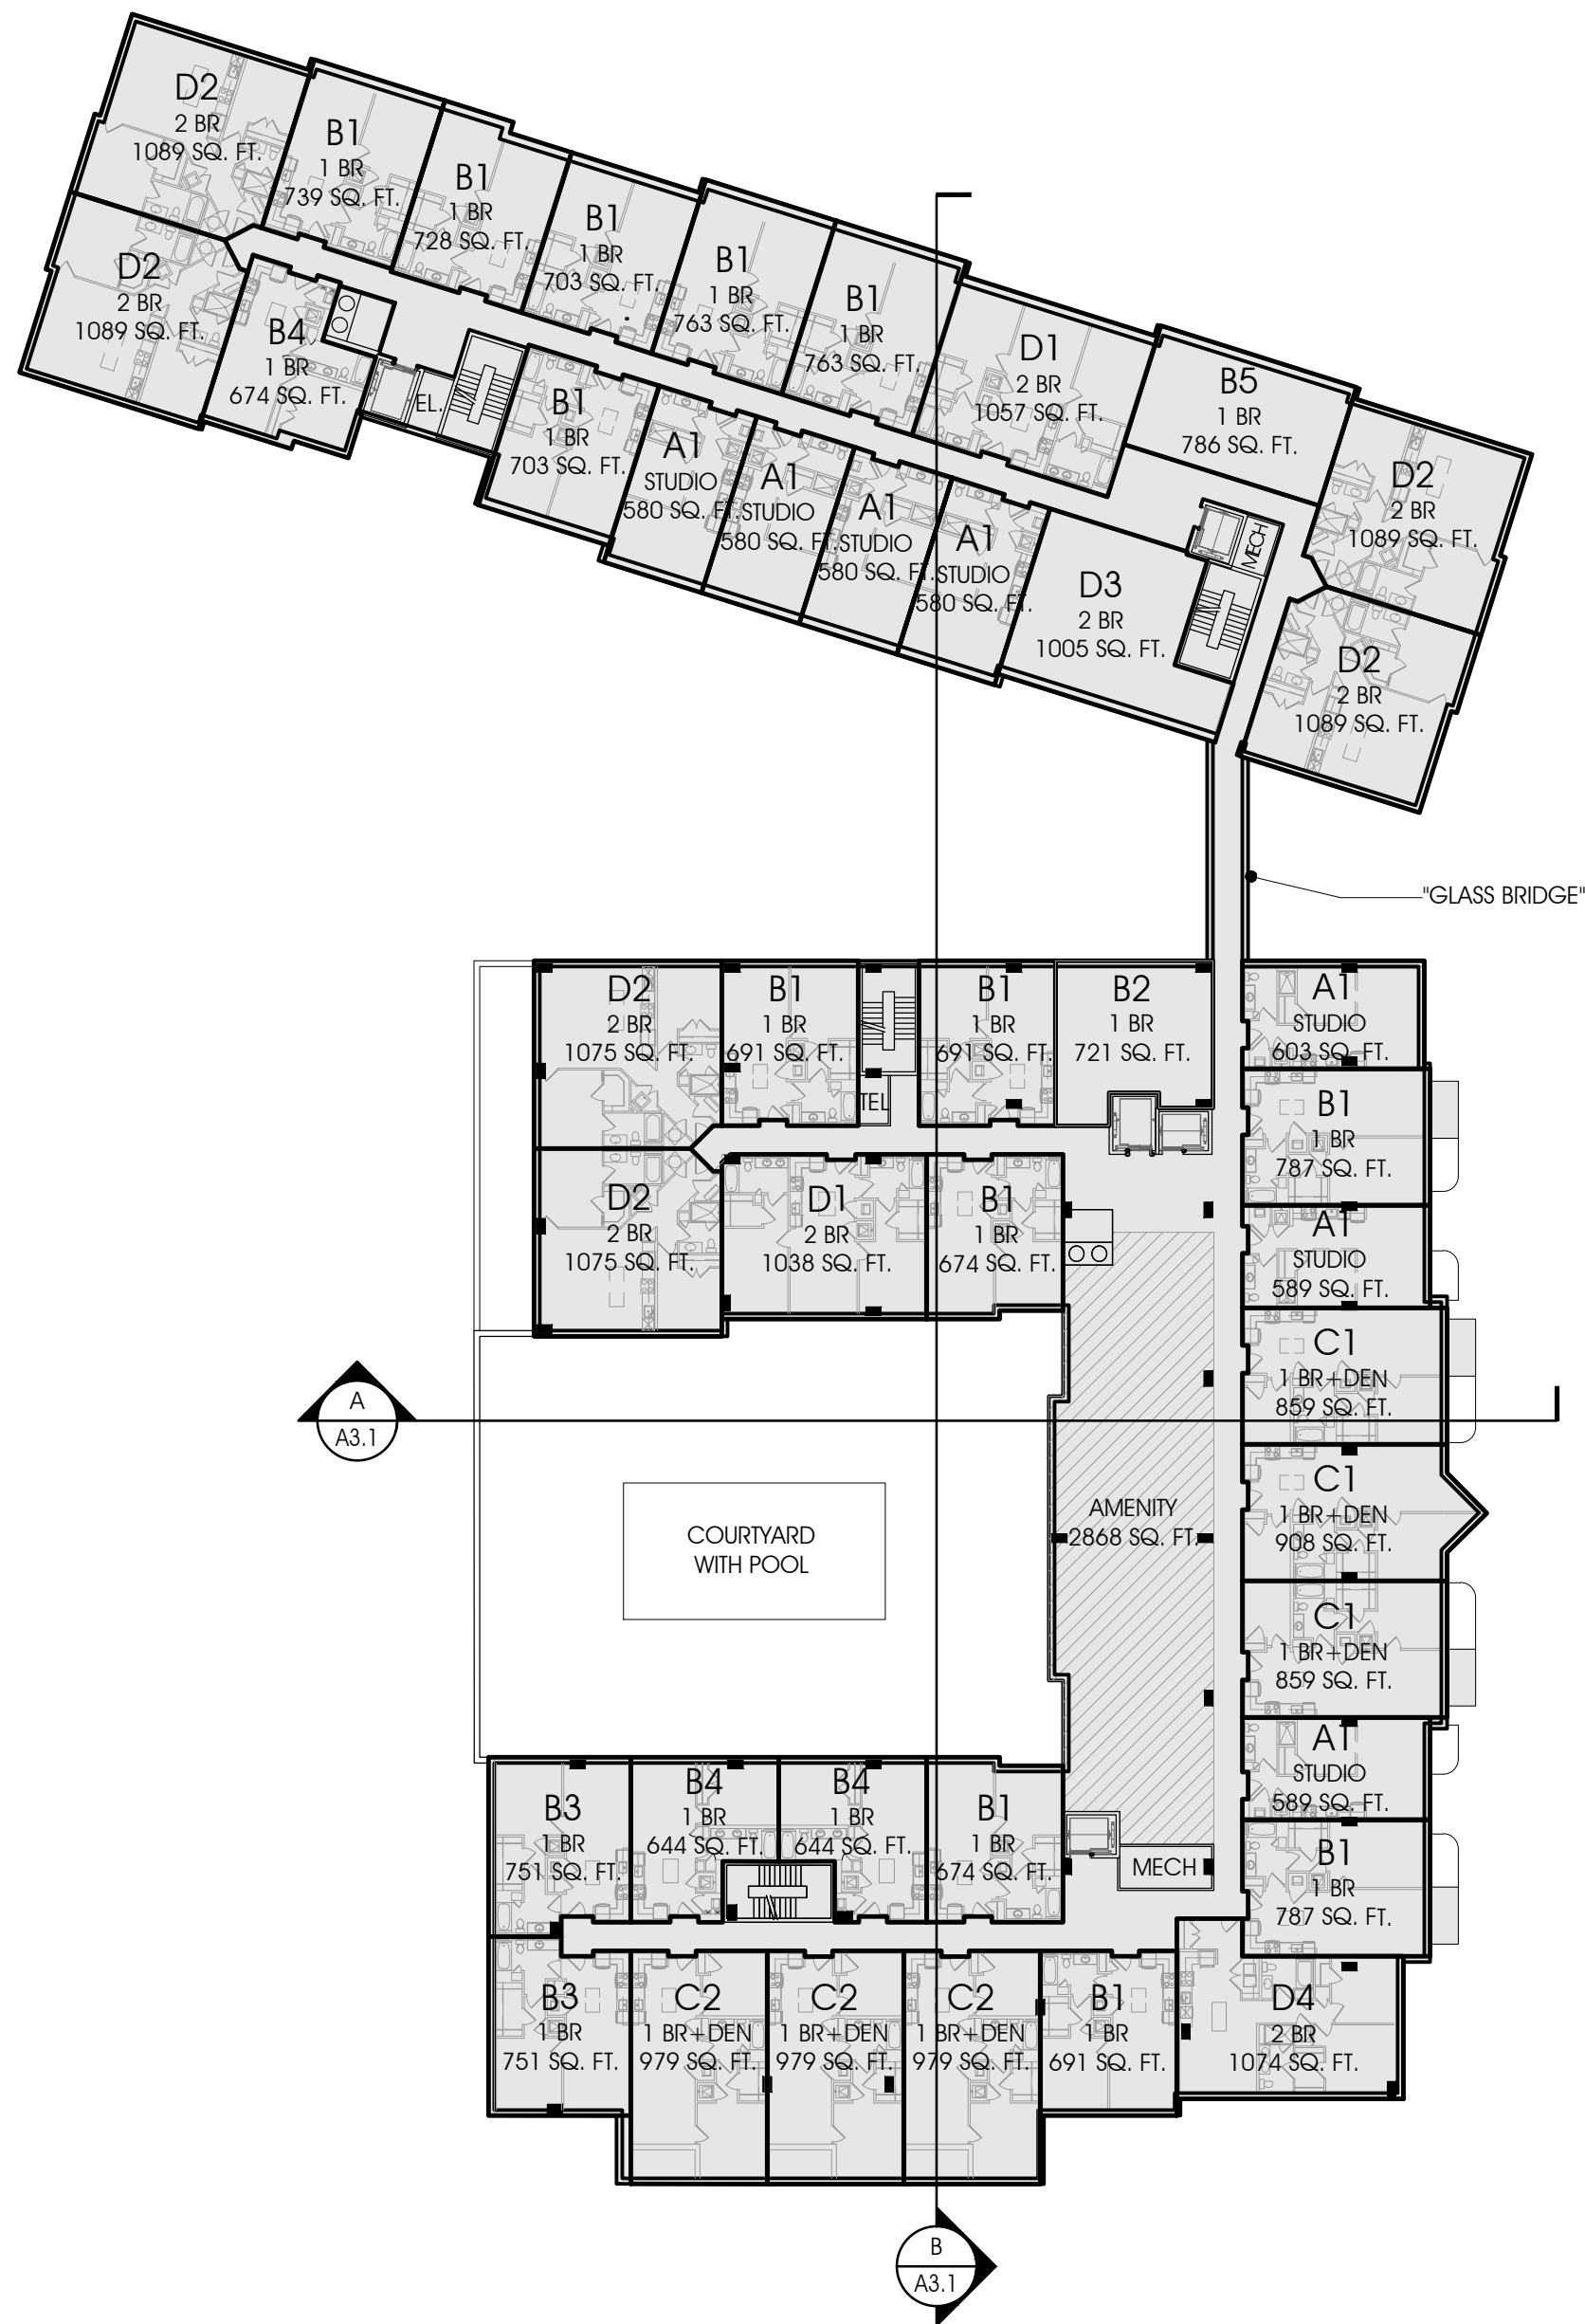 D2
2 BR
1089 SQ. FT.
B1
1 BR
739 SQ. FT.
B1
1 BR
728 SQ. FT.
B1
1 BR
703 SQ. FT.
B1
1 BR
763 SQ. FT.
B1
1 BR
763 SQ. FT.
D1
2 BR
1057 SQ. FT.
B5
1 BR
786 SQ. FT.
D2
2 BR
1089 SQ. FT.
D2
2 BR
1089 SQ. FT.
B4
1 BR
674 SQ. FT.
EL.
B1
1 BR
703 SQ. FT.
A1
STUDIO
580 SQ. FT.
A1
STUDIO
580 SQ. FT.
A1
STUDIO
580 SQ. FT.
A1
STUDIO
580 SQ. FT.
D3
2 BR
1005 SQ. FT.
MECH
D2
2 BR
1089 SQ. FT.
"GLASS BRIDGE"
D2
2 BR
1075 SQ. FT.
B1
1 BR
691 SQ. FT.
TEL
B1
1 BR
691 SQ. FT.
B2
1 BR
721 SQ. FT.
A1
STUDIO
603 SQ. FT.
B1
1 BR
787 SQ. FT.
D2
2 BR
1075 SQ. FT.
D1
2 BR
1038 SQ. FT.
B1
1 BR
674 SQ. FT.
A1
STUDIO
589 SQ. FT.
C1
1 BR+DEN
859 SQ. FT.
A
A3.1
C1
1 BR+DEN
908 SQ. FT.
AMENITY
2868 SQ. FT.
COURTYARD
WITH POOL
C1
1 BR+DEN
859 SQ. FT.
A1
STUDIO
589 SQ. FT.
B3
1 BR
751 SQ. FT.
B4
1 BR
644 SQ. FT.
B4
1 BR
644 SQ. FT.
B1
1 BR
674 SQ. FT.
MECH
B1
1 BR
787 SQ. FT.
B3
1 BR
751 SQ. FT.
C2
1 BR+DEN
979 SQ. FT.
C2
1 BR+DEN
979 SQ. FT.
C2
1 BR+DEN
979 SQ. FT.
B1
1 BR
691 SQ. FT.
D4
2 BR
1074 SQ. FT.
B
A3.1